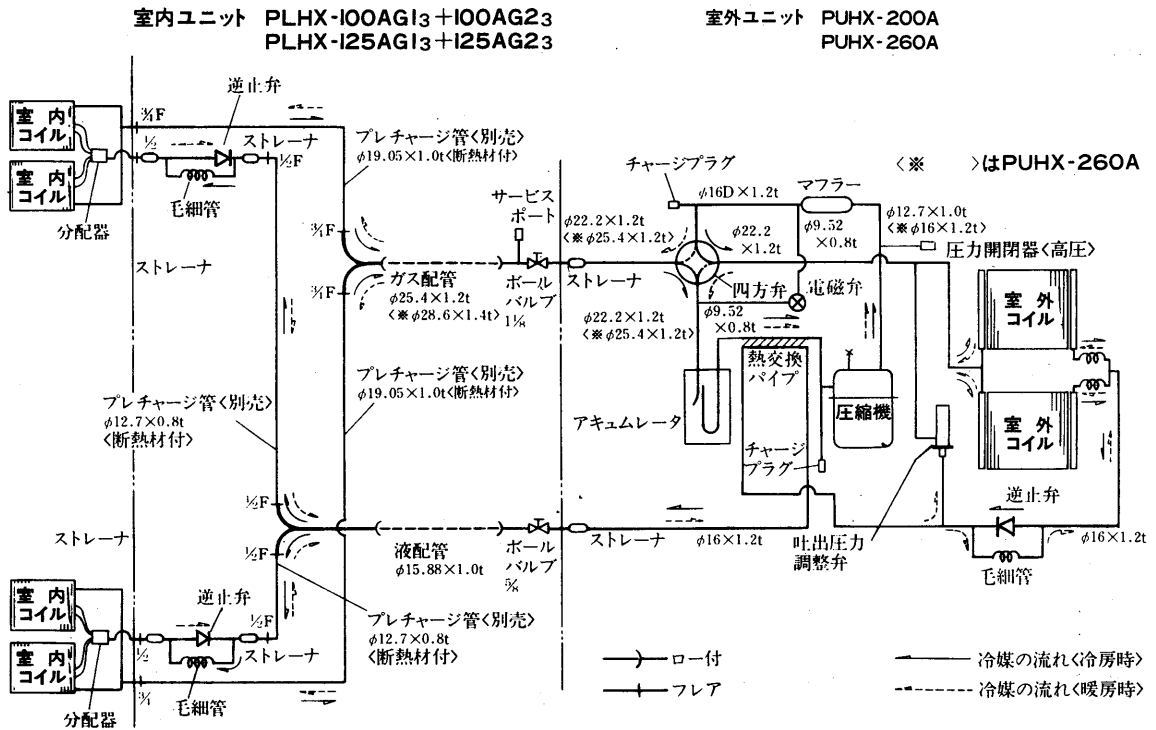 室内ユニット PLHX-100AG1₃+100AG2₃
PLHX-125AG1₃+125AG2₃
室外ユニット PUHX-200A
PUHX-260A
逆止弁
室内
コイル
室内
コイル
¾F
½
ストレーナ
½F
毛細管
分配器
ストレーナ
プレチャージ管<別売>
φ19.05×1.0t<断熱材付>
サービス
ポート
¾F
¾F
ガス配管
φ25.4×1.2t
<※φ28.6×1.4t>
ボール
バルブ
1⅛
チャージプラグ
<※ >はPUHX-260A
φ16D×1.2t
マフラー
φ22.2×1.2t
<※φ25.4×1.2t>
φ22.2
×1.2t
φ9.52
×0.8t
φ12.7×1.0t
<※φ16×1.2t>
圧力開閉器<高圧>
ストレーナ
四方弁
電磁弁
φ22.2×1.2t
<※φ25.4×1.2t>
φ9.52
×0.8t
室外
コイル
熱交換
パイプ
圧縮機
アキュムレータ
チャージ
プラグ
室外
コイル
プレチャージ管<別売>
φ19.05×1.0t<断熱材付>
プレチャージ管<別売>
φ12.7×0.8t
<断熱材付>
½F
½F
ストレーナ
液配管
φ15.88×1.0t
ボール
バルブ
⅝
ストレーナ
φ16×1.2t
吐出圧力
調整弁
逆止弁
毛細管
φ16×1.2t
室内
コイル
室内
コイル
逆止弁
½F
½
ストレーナ
毛細管
¾
分配器
プレチャージ管<別売>
φ12.7×0.8t
<断熱材付>
ロー付
フレア
冷媒の流れ<冷房時>
冷媒の流れ<暖房時>